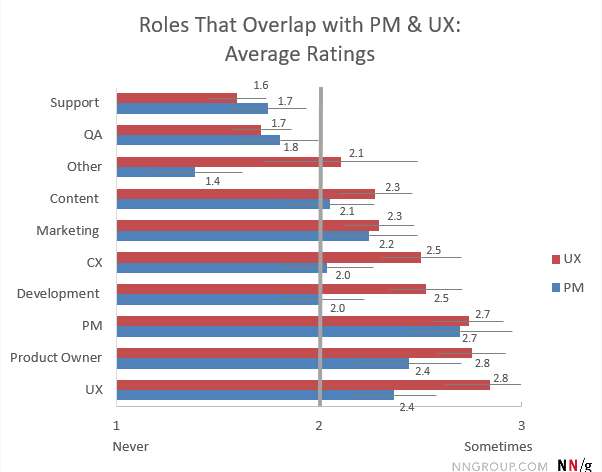 Roles That Overlap with PM & UX:
Average Ratings
Support
1.6
1.7
QA
1.7
1.8
Other
2.1
1.4
Content
2.3
2.1
Marketing
2.3
2.2
CX
2.5
2.0
Development
2.5
2.0
PM
2.7
2.7
Product Owner
2.8
2.4
UX
2.8
2.4
UX
PM
1 2 3
Never Sometimes
NNGROUP.COM NN/g